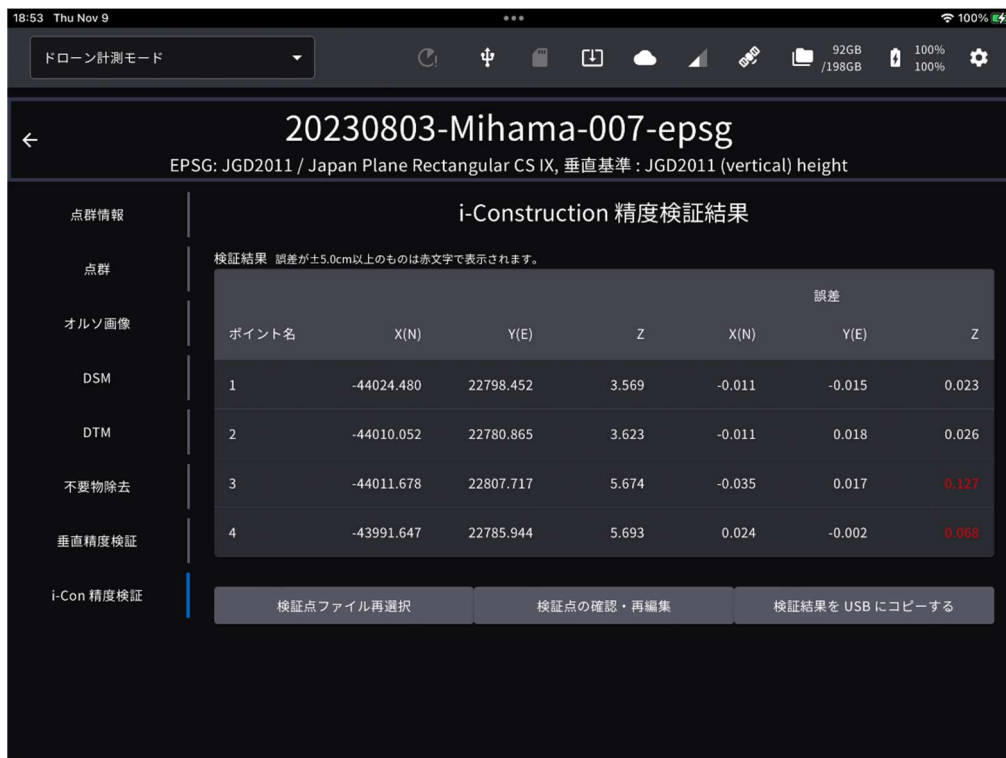 18:53 Thu Nov 9
100%
ドローン計測モード
92GB
/198GB
100%
100%
20230803-Mihama-007-epsg
EPSG: JGD2011 / Japan Plane Rectangular CS IX, 垂直基準 : JGD2011 (vertical) height
点群情報
点群
オルソ画像
DSM
DTM
不要物除去
垂直精度検証
i-Con 精度検証
i-Construction 精度検証結果
検証結果 誤差が±5.0cm以上のものは赤文字で表示されます。
誤差
ポイント名 X(N) Y(E) Z X(N) Y(E) Z
1 -44024.480 22798.452 3.569 -0.011 -0.015 0.023
2 -44010.052 22780.865 3.623 -0.011 0.018 0.026
3 -44011.678 22807.717 5.674 -0.035 0.017 0.127
4 -43991.647 22785.944 5.693 0.024 -0.002 0.068
検証点ファイル再選択 検証点の確認・再編集 検証結果を USB にコピーする